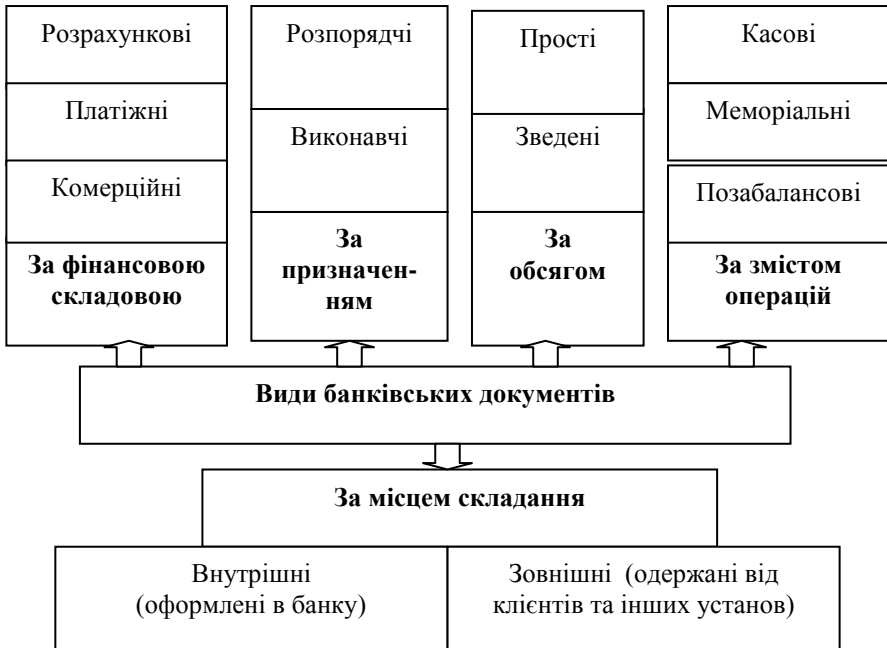 Розрахункові
Платіжні
Комерційні
За фінансовою
складовою
Розпорядчі
Виконавчі
За
призначен-
ням
Прості
Зведені
За
обсягом
Касові
Меморіальні
Позабалансові
За змістом
операцій
Види банківських документів
За місцем складання
Внутрішні
(оформлені в банку)
Зовнішні (одержані від
клієнтів та інших установ)